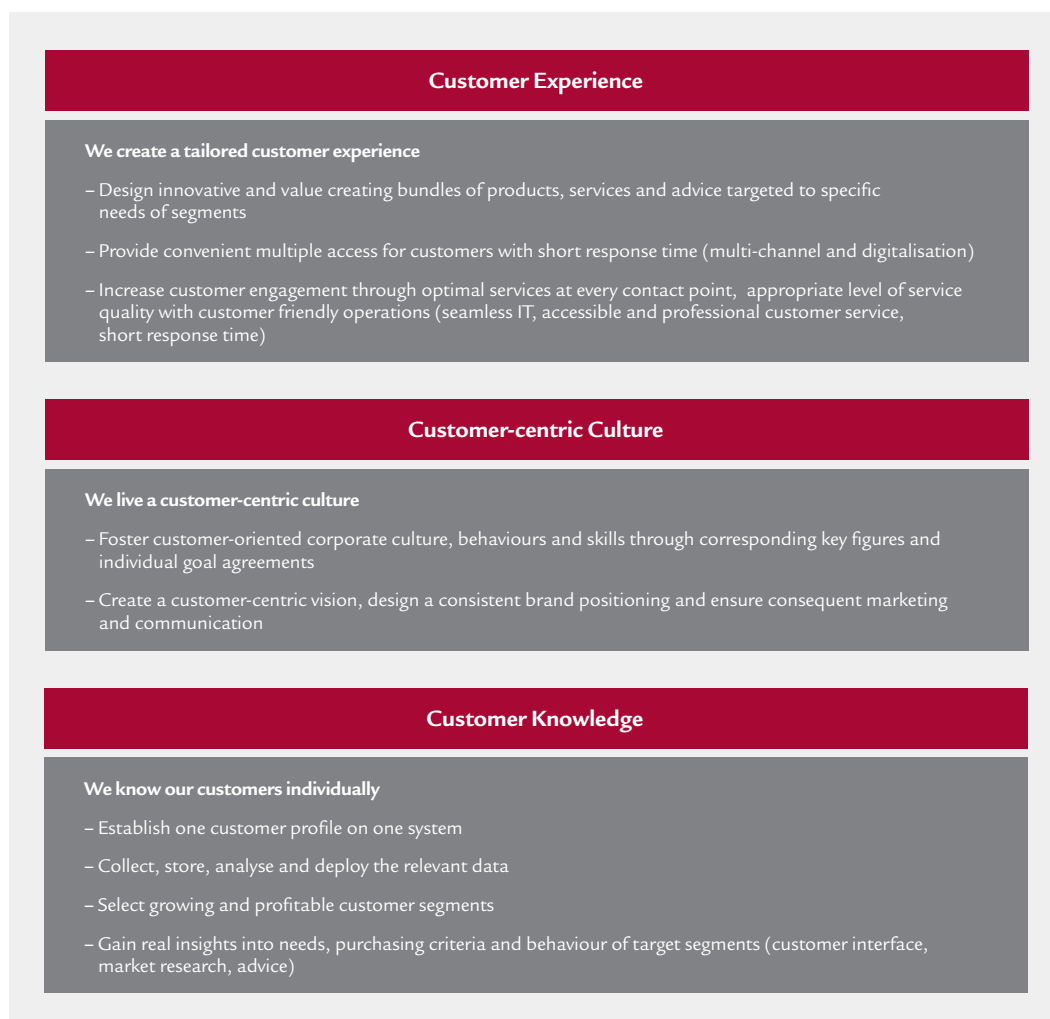 Customer Experience
We create a tailored customer experience
– Design innovative and value creating bundles of products, services and advice targeted to specific
needs of segments
– Provide convenient multiple access for customers with short response time (multi-channel and digitalisation)
– Increase customer engagement through optimal services at every contact point,  appropriate level of service
quality with customer friendly operations (seamless IT, accessible and professional customer service,
short response time)
Customer-centric Culture
We live a customer-centric culture
– Foster customer-oriented corporate culture, behaviours and skills through corresponding key figures and
individual goal agreements
– Create a customer-centric vision, design a consistent brand positioning and ensure consequent marketing
and communication
Customer Knowledge
We know our customers individually
– Establish one customer profile on one system
– Collect, store, analyse and deploy the relevant data
– Select growing and profitable customer segments
– Gain real insights into needs, purchasing criteria and behaviour of target segments (customer interface,
market research, advice)